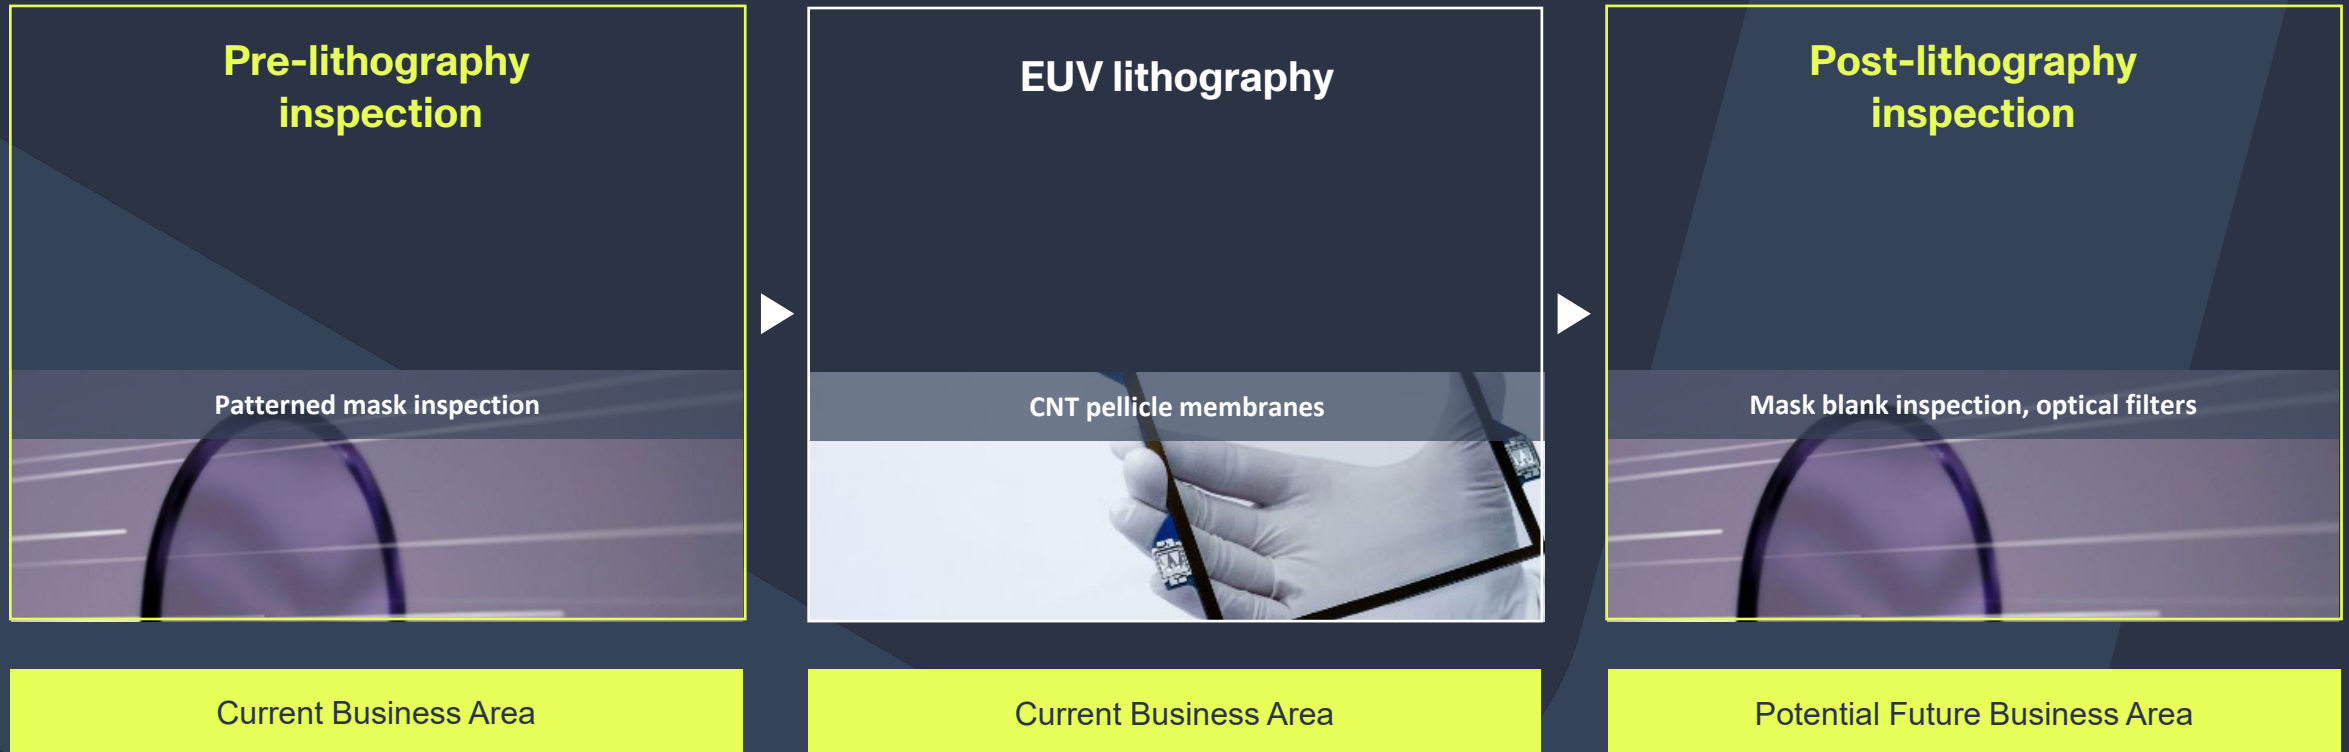 Pre-lithography
inspection
Patterned mask inspection
Current Business Area
EUV lithography
CNT pellicle membranes
Current Business Area
Post-lithography
inspection
Mask blank inspection, optical filters
Potential Future Business Area